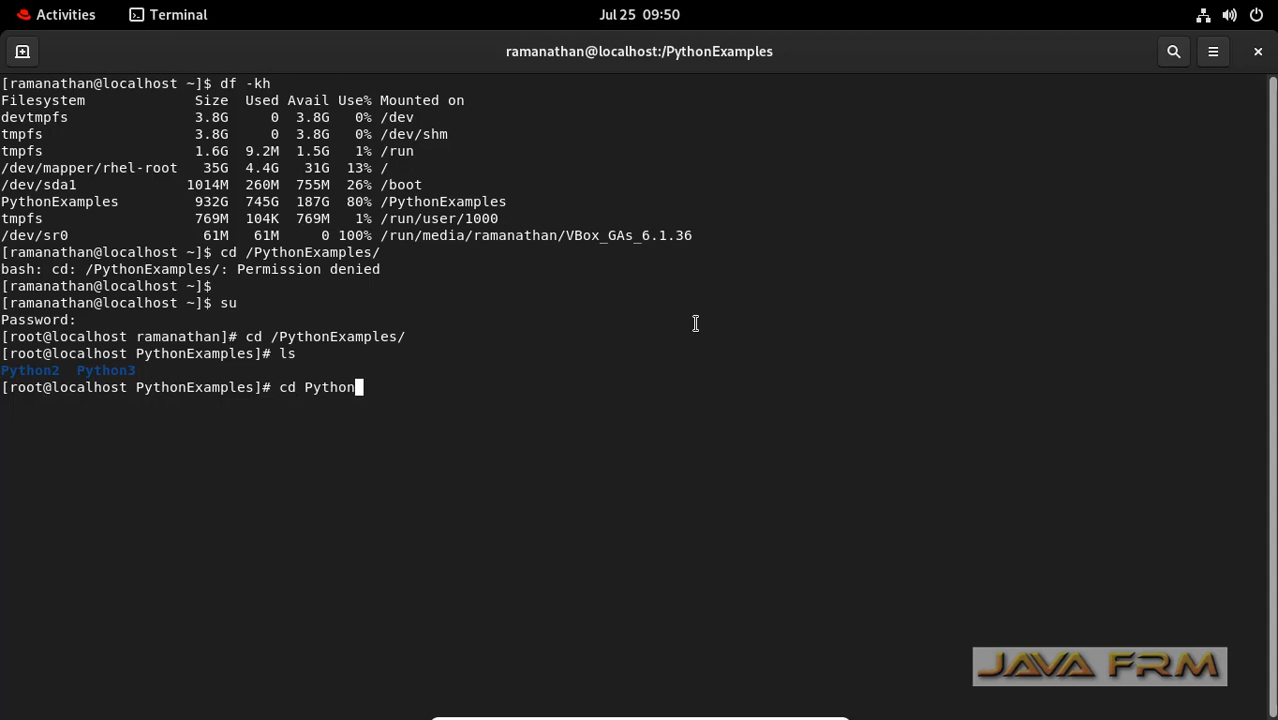 Activities Terminal Jul 25 09:50
ramanathan@localhost:/PythonExamples
[ramanathan@localhost ~]$ df -kh
Filesystem Size Used Avail Use% Mounted on
devtmpfs 3.8G 0 3.8G 0% /dev
tmpfs 3.8G 0 3.8G 0% /dev/shm
tmpfs 1.6G 9.2M 1.5G 1% /run
/dev/mapper/rhel-root 35G 4.4G 31G 13% /
/dev/sda1 1014M 260M 755M 26% /boot
PythonExamples 932G 745G 187G 80% /PythonExamples
tmpfs 769M 104K 769M 1% /run/user/1000
/dev/sr0 61M 61M 0 100% /run/media/ramanathan/VBox_GAs_6.1.36
[ramanathan@localhost ~]$ cd /PythonExamples/
bash: cd: /PythonExamples/: Permission denied
[ramanathan@localhost ~]$
[ramanathan@localhost ~]$ su
Password:
[root@localhost ramanathan]# cd /PythonExamples/
[root@localhost PythonExamples]# ls
Python2 Python3
[root@localhost PythonExamples]# cd Python
JAVA FRM